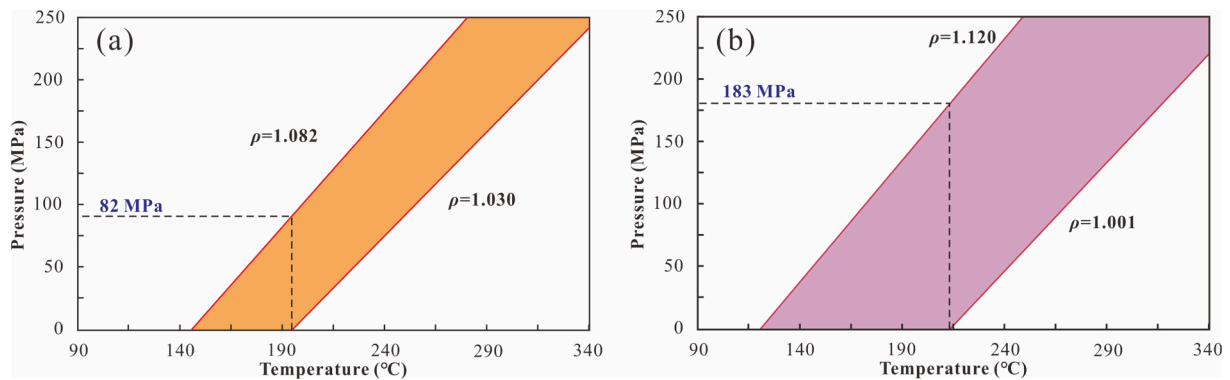 (a)
Pressure (MPa)
250
200
150
100
50
0
ρ=1.082
ρ=1.030
82 MPa
90 140 190 240 290 340
Temperature (℃)
(b)
Pressure (MPa)
250
200
150
100
50
0
ρ=1.120
183 MPa
ρ=1.001
90 140 190 240 290 340
Temperature (℃)